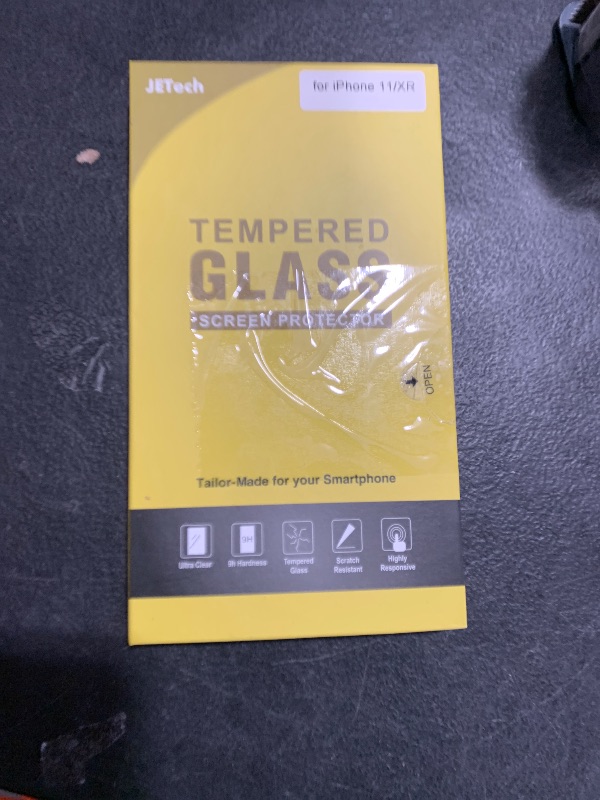 JETech
for iPhone 11/XR
TEMPERED
GLASS
SCREEN PROTECTOR
OPEN
Tailor-Made for your Smartphone
9H
Ultra Clear
9h Hardness
Tempered
Glass
Scratch
Resistant
Highly
Responsive